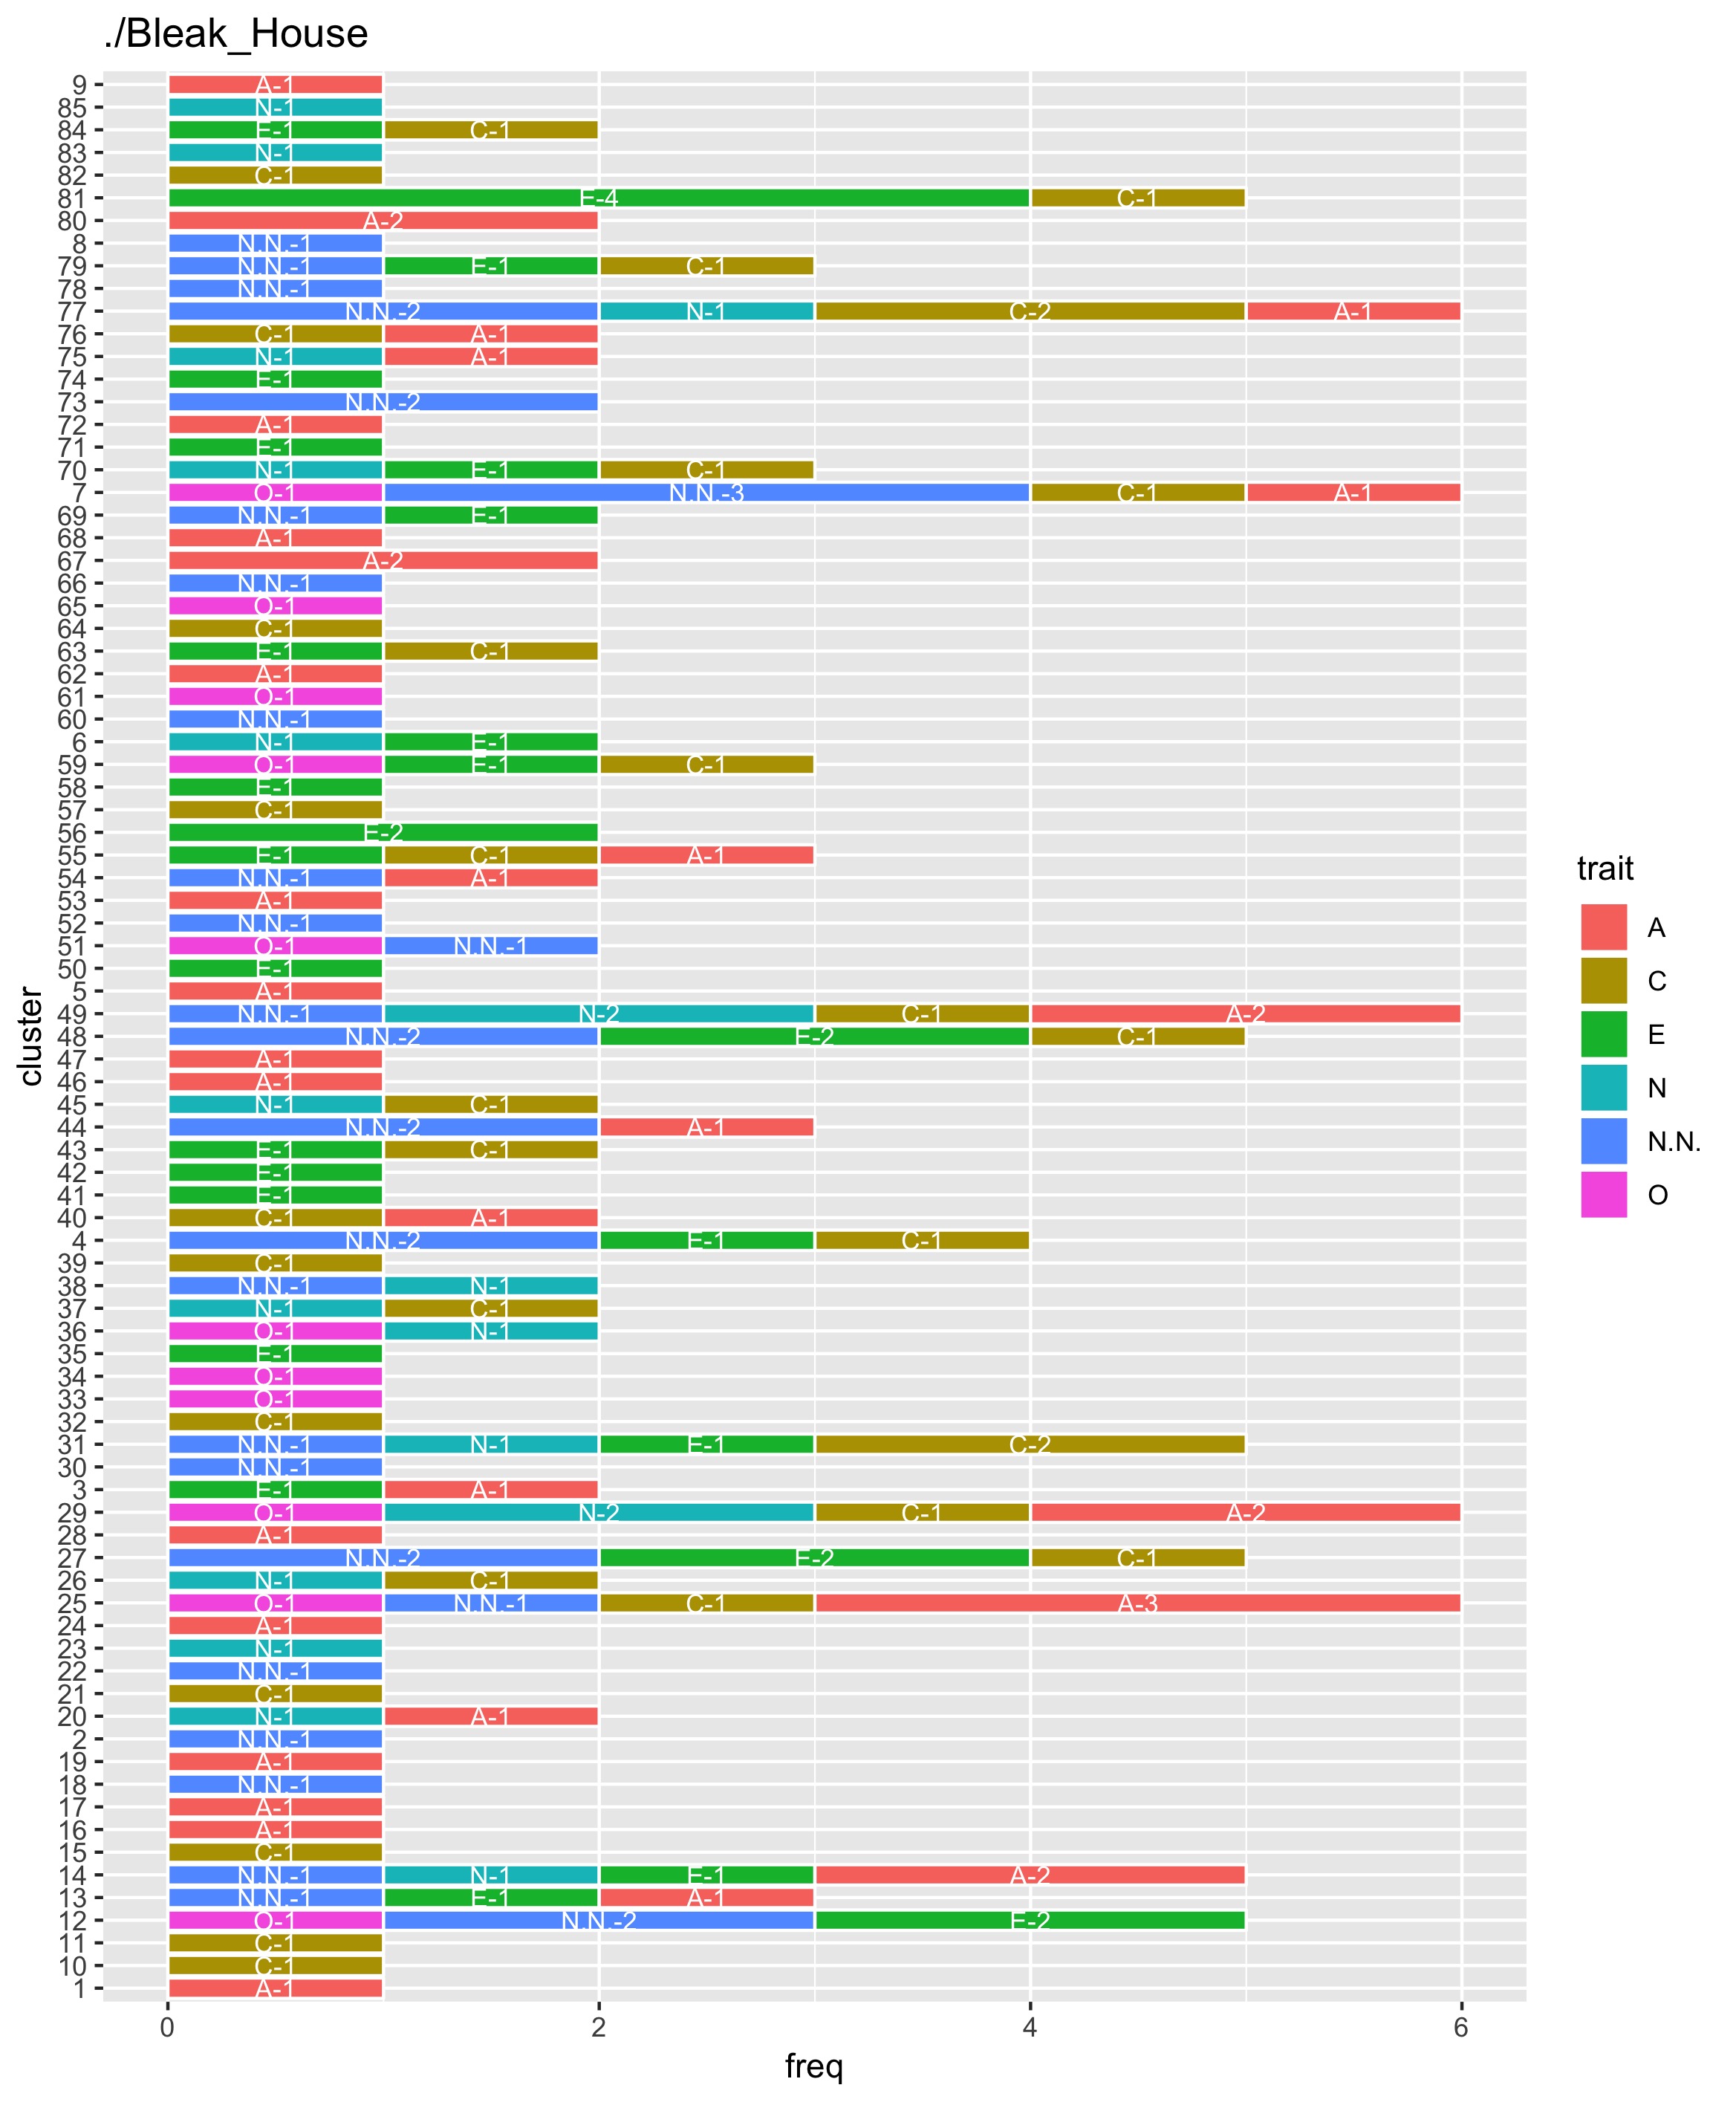 ./Bleak_House
9 A-1
85 N-1
84 E-1 C-1
83 N-1
82 C-1
81 E-4 C-1
80 A-2
8 N.N.-1
79 N.N.-1 E-1 C-1
78 N.N.-1
77 N.N.-2 N-1 C-2 A-1
76 C-1 A-1
75 N-1 A-1
74 E-1
73 N.N.-2
72 A-1
71 E-1
70 N-1 E-1 C-1
7 O-1 N.N.-3 C-1 A-1
69 N.N.-1 E-1
68 A-1
67 A-2
66 N.N.-1
65 O-1
64 C-1
63 E-1 C-1
62 A-1
61 O-1
60 N.N.-1
6 N-1 E-1
59 O-1 E-1 C-1
58 E-1
57 C-1
56 E-2
55 E-1 C-1 A-1
54 N.N.-1 A-1
53 A-1
52 N.N.-1
51 O-1 N.N.-1
50 E-1
5 A-1
49 N.N.-1 N-2 C-1 A-2
48 N.N.-2 E-2 C-1
47 A-1
46 A-1
45 N-1 C-1
44 N.N.-2 A-1
43 E-1 C-1
42 E-1
41 E-1
40 C-1 A-1
4 N.N.-2 E-1 C-1
39 C-1
38 N.N.-1 N-1
37 N-1 C-1
36 O-1 N-1
35 E-1
34 O-1
33 O-1
32 C-1
31 N.N.-1 N-1 E-1 C-2
30 N.N.-1
3 E-1 A-1
29 O-1 N-2 C-1 A-2
28 A-1
27 N.N.-2 E-2 C-1
26 N-1 C-1
25 O-1 N.N.-1 C-1 A-3
24 A-1
23 N-1
22 N.N.-1
21 C-1
20 N-1 A-1
2 N.N.-1
19 A-1
18 N.N.-1
17 A-1
16 A-1
15 C-1
14 N.N.-1 N-1 E-1 A-2
13 N.N.-1 E-1 A-1
12 O-1 N.N.-2 E-2
11 C-1
10 C-1
1 A-1
0 2 4 6
freq
cluster
trait
A
C
E
N
N.N.
O